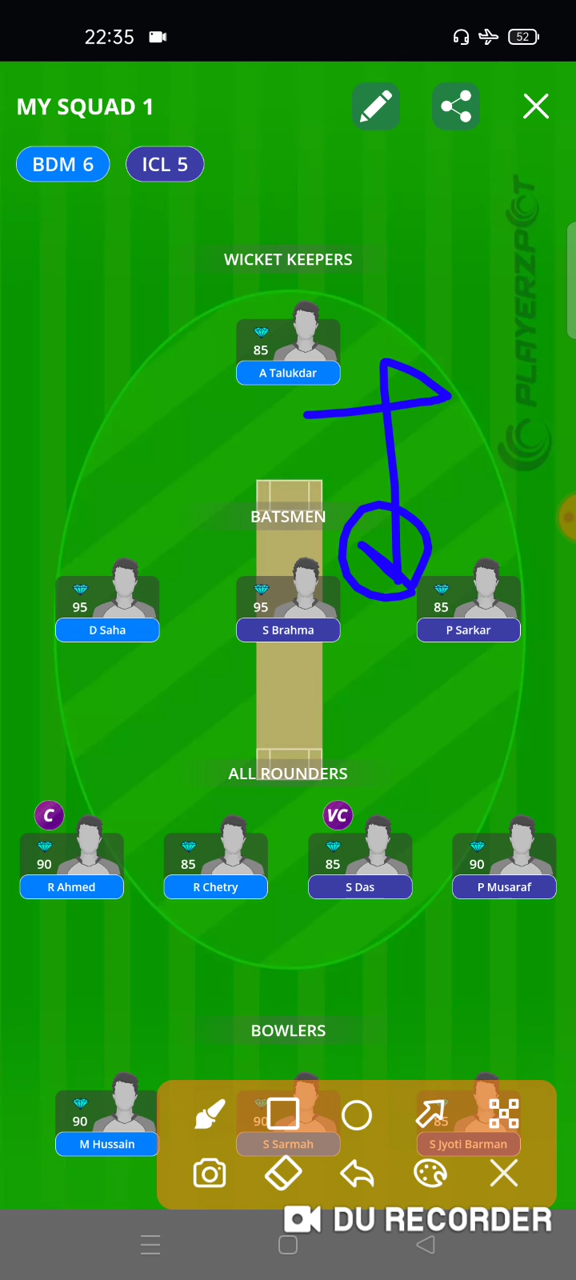 22:35 52
MY SQUAD 1
BDM 6 ICL 5
PLAYERZPOT
WICKET KEEPERS
85
A Talukdar
BATSMEN
95 95 85
D Saha S Brahma P Sarkar
ALL ROUNDERS
C VC
90 85 85 90
R Ahmed R Chetry S Das P Musaraf
BOWLERS
90 90 85
M Hussain S Sarmah S Jyoti Barman
DU RECORDER